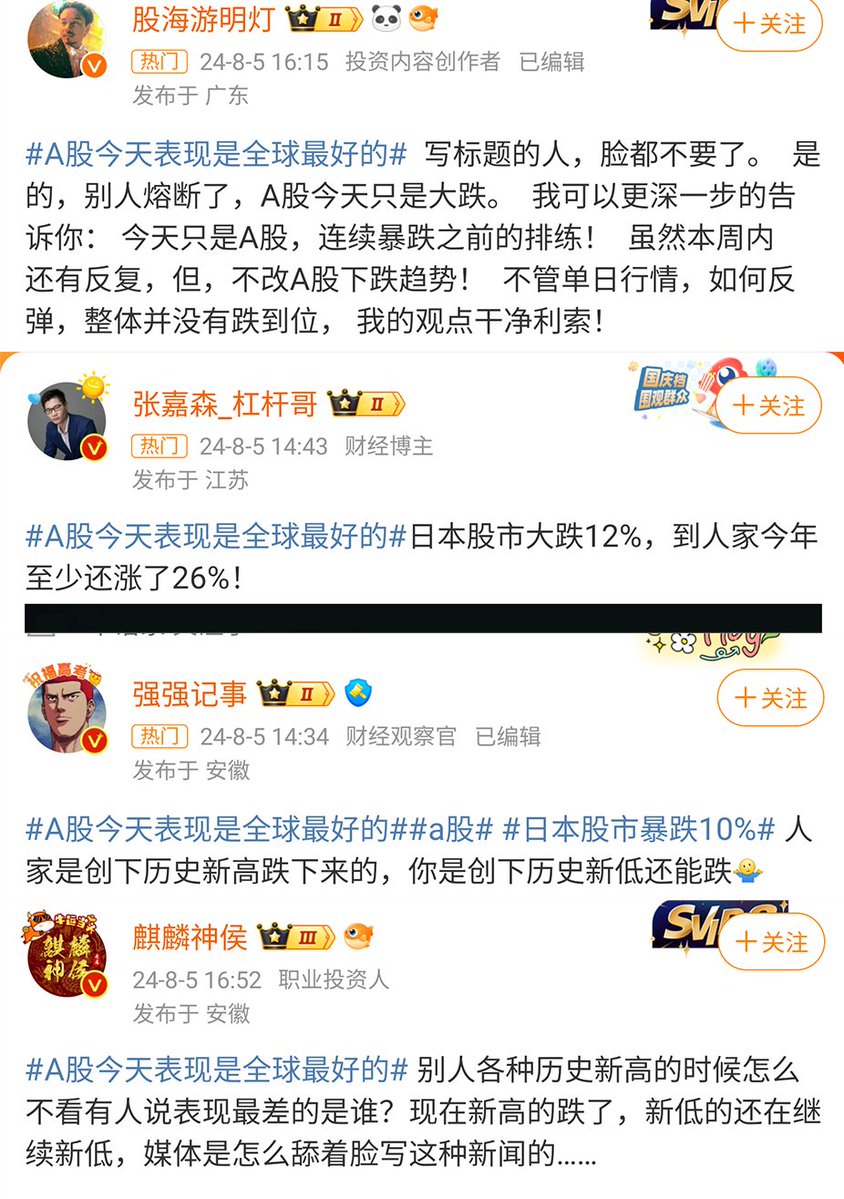 股海游明灯 II
SVI
+关注
热门 24-8-5 16:15 投资内容创作者 已编辑
发布于 广东
#A股今天表现是全球最好的# 写标题的人，脸都不要了。 是
的，别人熔断了，A股今天只是大跌。 我可以更深一步的告
诉你： 今天只是A股，连续暴跌之前的排练！ 虽然本周内
还有反复，但，不改A股下跌趋势！ 不管单日行情，如何反
弹，整体并没有跌到位， 我的观点干净利索！
张嘉森_杠杆哥 II
国庆档
围观群众
+关注
热门 24-8-5 14:43 财经博主
发布于 江苏
#A股今天表现是全球最好的#日本股市大跌12%，到人家今年
至少还涨了26%！
祝福高考
强强记事 II
+关注
热门 24-8-5 14:34 财经观察官 已编辑
发布于 安徽
#A股今天表现是全球最好的##a股# #日本股市暴跌10%# 人
家是创下历史新高跌下来的，你是创下历史新低还能跌
麒麟
神侯
麒麟神侯 III
SVI
+关注
24-8-5 16:52 职业投资人
发布于 安徽
#A股今天表现是全球最好的# 别人各种历史新高的时候怎么
不看有人说表现最差的是谁？现在新高的跌了，新低的还在继
续新低，媒体是怎么舔着脸写这种新闻的……